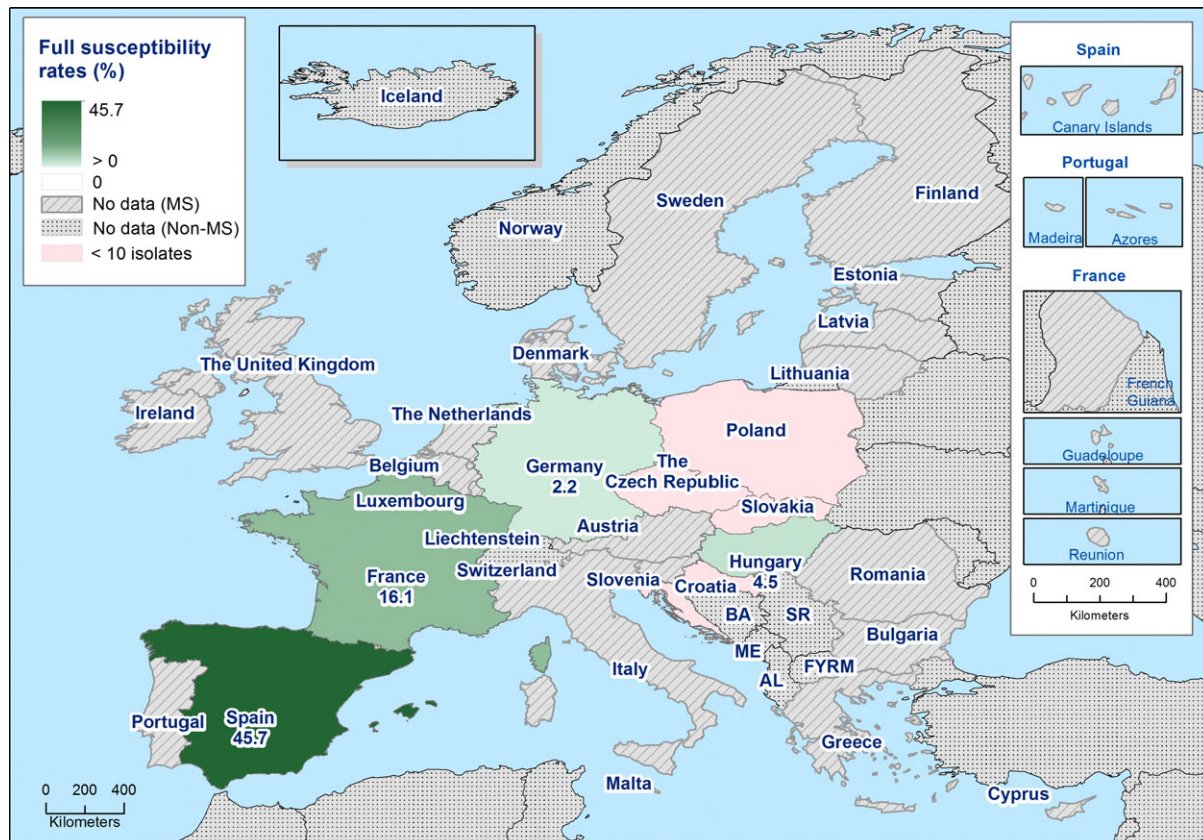 Full susceptibility
rates (%)
45.7
> 0
0
No data (MS)
No data (Non-MS)
< 10 isolates
Iceland
Norway
Sweden
Finland
Estonia
Latvia
Lithuania
Denmark
The United Kingdom
Ireland
The Netherlands
Belgium
Luxembourg
Germany
2.2
Poland
The
Czech Republic
Slovakia
Austria
Liechtenstein
Switzerland
France
16.1
Slovenia
Croatia
Hungary
4.5
Romania
BA
SR
Bulgaria
ME
FYRM
AL
Italy
Portugal
Spain
45.7
Greece
Malta
Cyprus
0 200 400
Kilometers
Spain
Canary Islands
Portugal
Madeira
Azores
France
French
Guiana
Guadeloupe
Martinique
Reunion
0 200 400
Kilometers